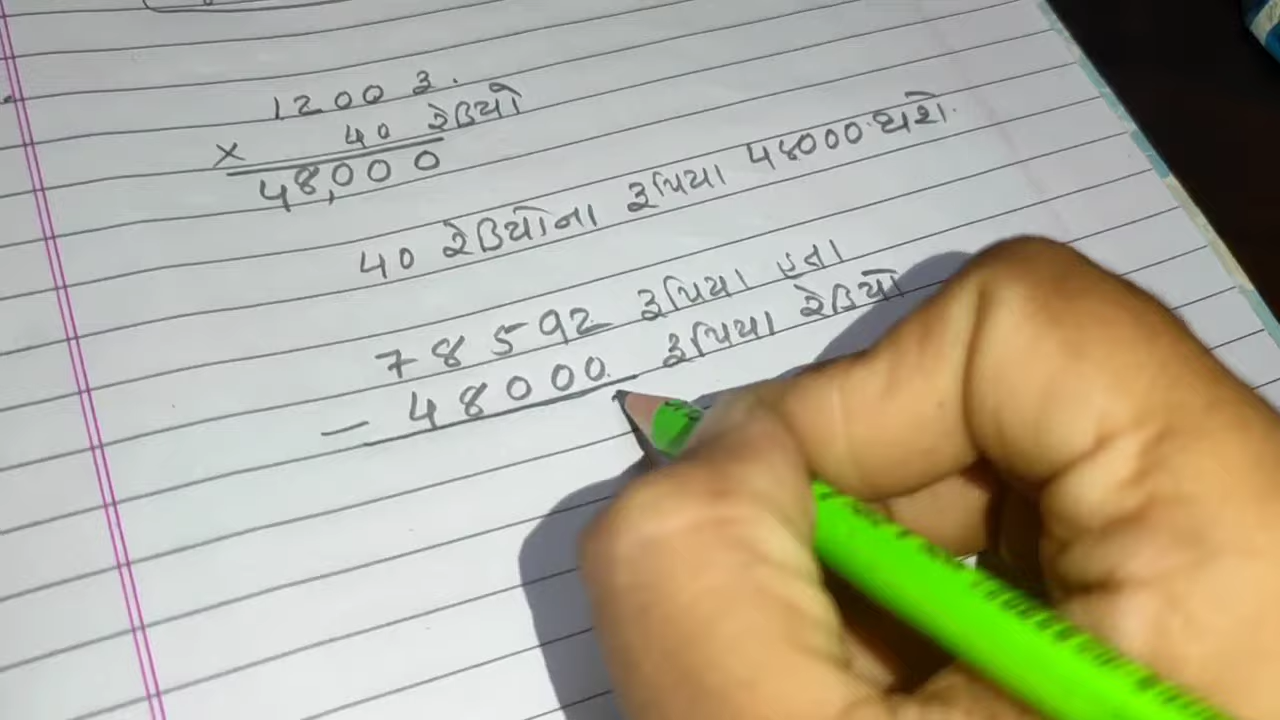 1200 રૂ.
× 40 રેડિયો
48,000
40 રેડિયોના રૂપિયા 48000 થશે.
78592 રૂપિયા હતા
- 48000 રૂપિયા રેડિયો